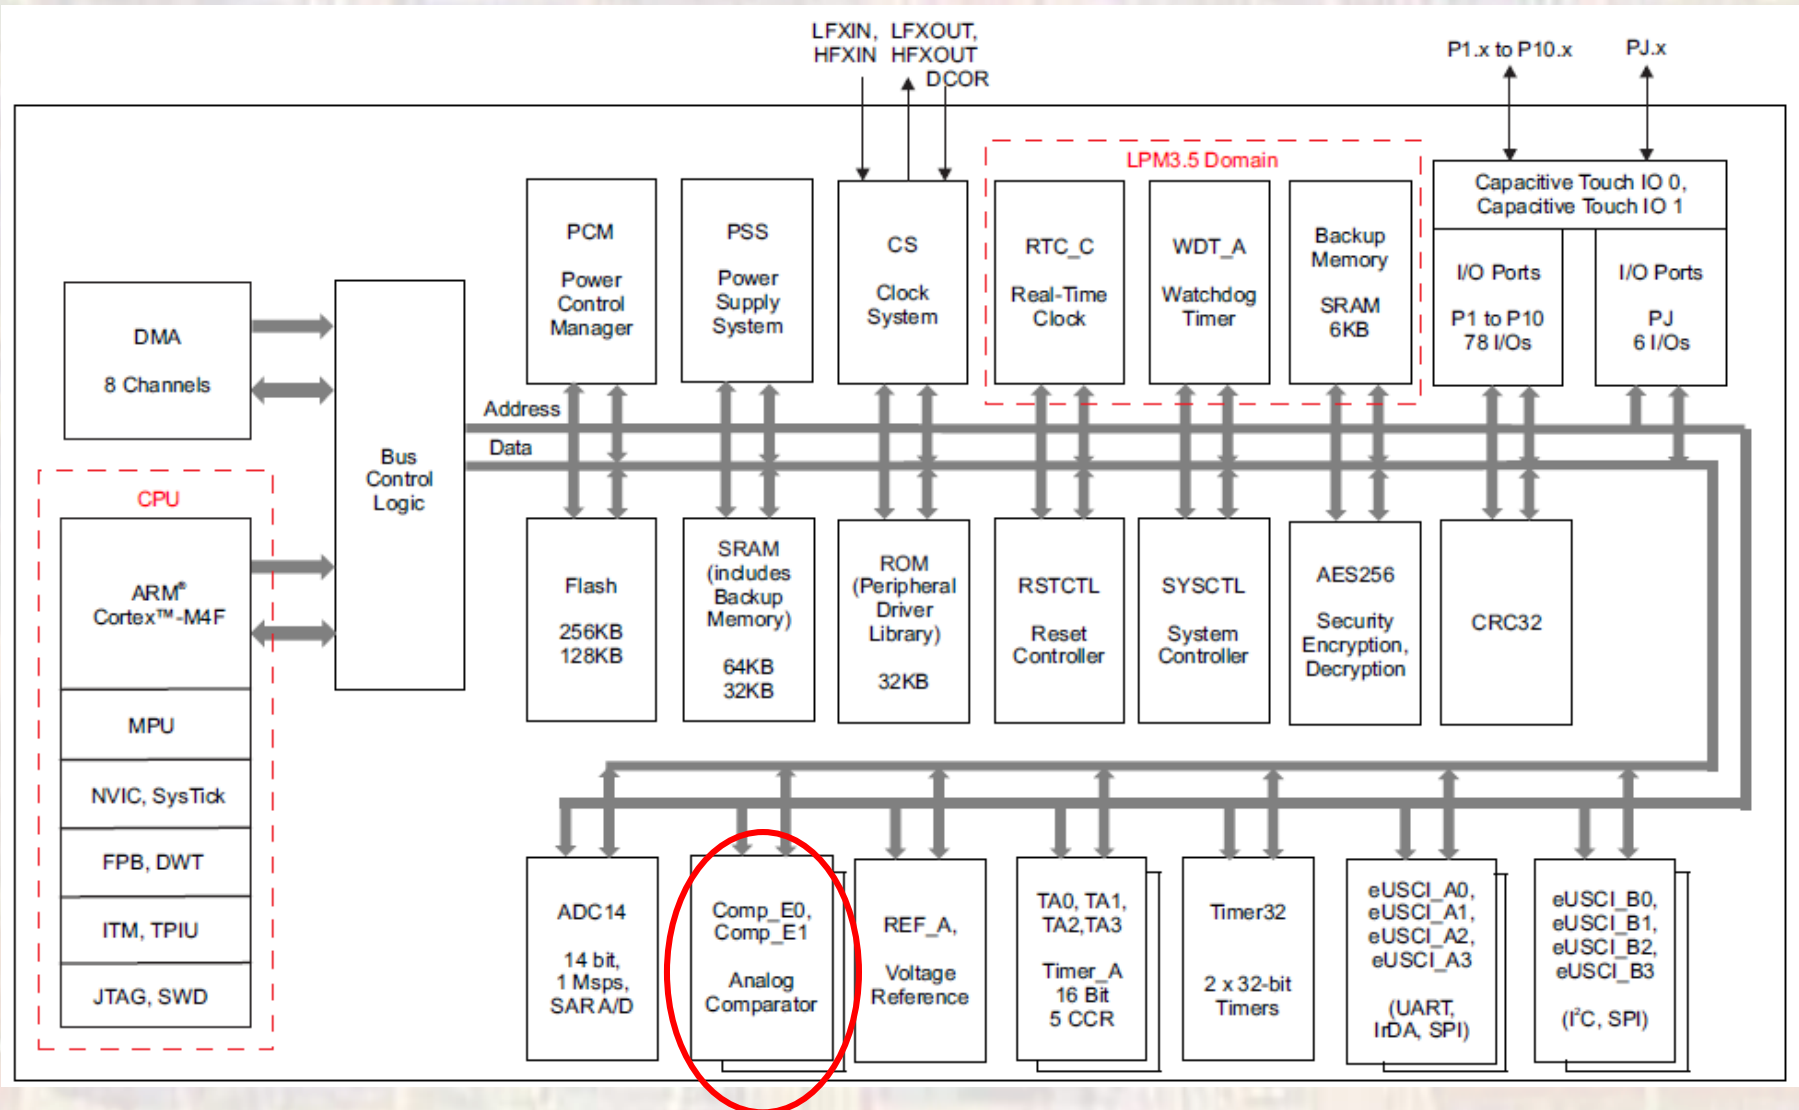 LFXIN, LFXOUT,
HFXIN HFXOUT
DCOR
P1.x to P10.x
PJ.x
LPM3.5 Domain
Capacitive Touch IO 0,
Capacitive Touch IO 1
PCM
Power
Control
Manager
PSS
Power
Supply
System
CS
Clock
System
RTC_C
Real-Time
Clock
WDT_A
Watchdog
Timer
Backup
Memory
SRAM
6KB
I/O Ports
P1 to P10
78 I/Os
I/O Ports
PJ
6 I/Os
DMA
8 Channels
Bus
Control
Logic
Address
Data
CPU
ARM®
Cortex™-M4F
MPU
NVIC, SysTick
FPB, DWT
ITM, TPIU
JTAG, SWD
Flash
256KB
128KB
SRAM
(includes
Backup
Memory)
64KB
32KB
ROM
(Peripheral
Driver
Library)
32KB
RSTCTL
Reset
Controller
SYSCTL
System
Controller
AES256
Security
Encryption,
Decryption
CRC32
ADC14
14 bit,
1 Msps,
SAR A/D
Comp_E0,
Comp_E1
Analog
Comparator
REF_A,
Voltage
Reference
TA0, TA1,
TA2,TA3
Timer_A
16 Bit
5 CCR
Timer32
2 x 32-bit
Timers
eUSCI_A0,
eUSCI_A1,
eUSCI_A2,
eUSCI_A3
(UART,
IrDA, SPI)
eUSCI_B0,
eUSCI_B1,
eUSCI_B2,
eUSCI_B3
(I²C, SPI)